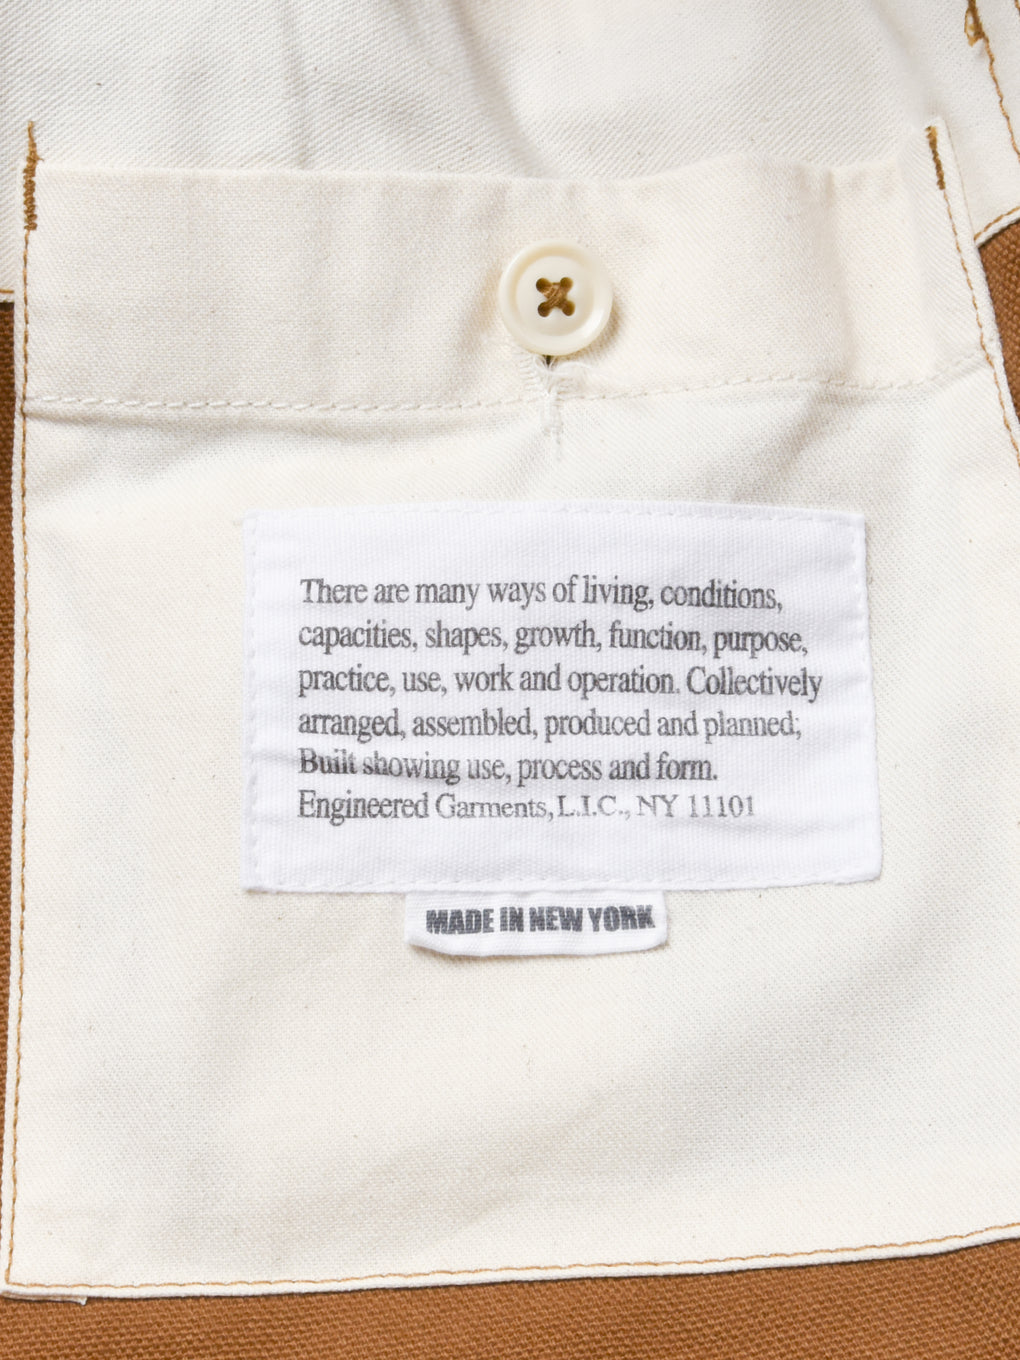 There are many ways of living, conditions,
capacities, shapes, growth, function, purpose,
practice, use, work and operation. Collectively
arranged, assembled, produced and planned;
Built showing use, process and form.
Engineered Garments, L.I.C., NY 11101
MADE IN NEW YORK